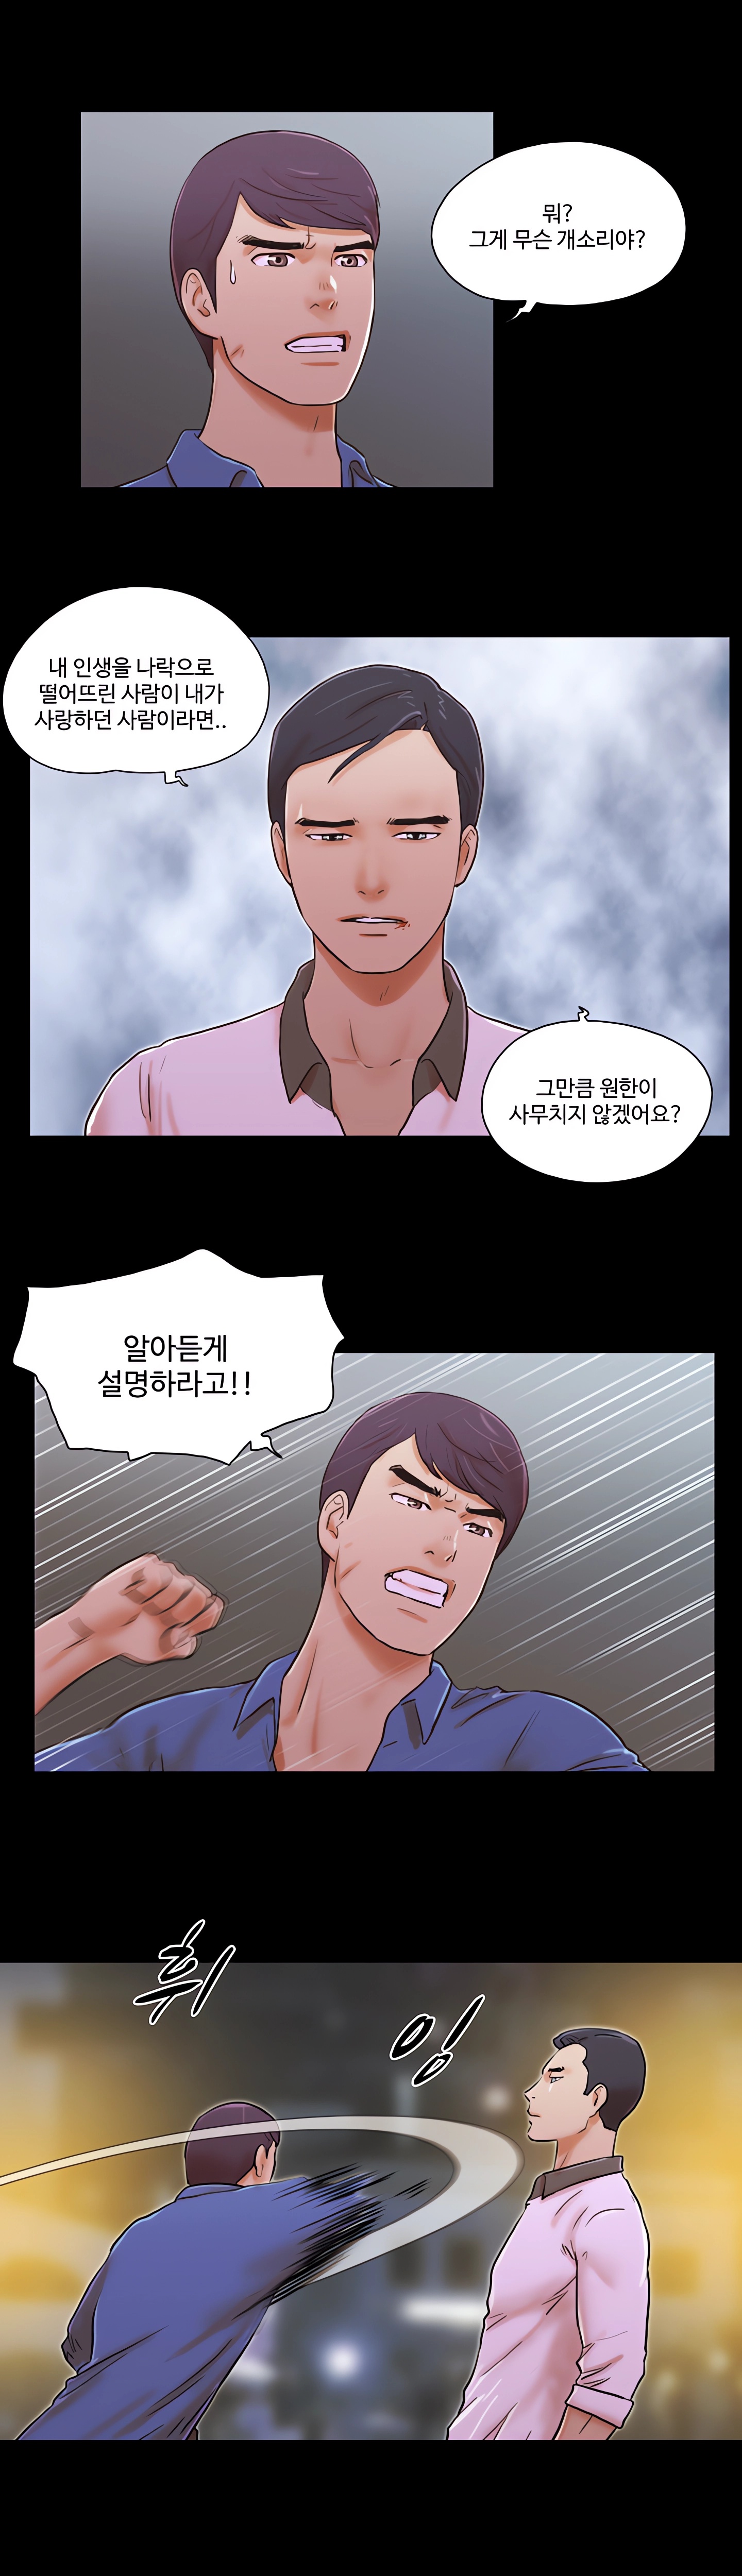 뭐?
그게 무슨 개소리야?
내 인생을 나락으로
떨어뜨린 사람이 내가
사랑하던 사람이라면..
그만큼 원한이
사무치지 않겠어요?
알아듣게
설명하라고!!
휘
잉